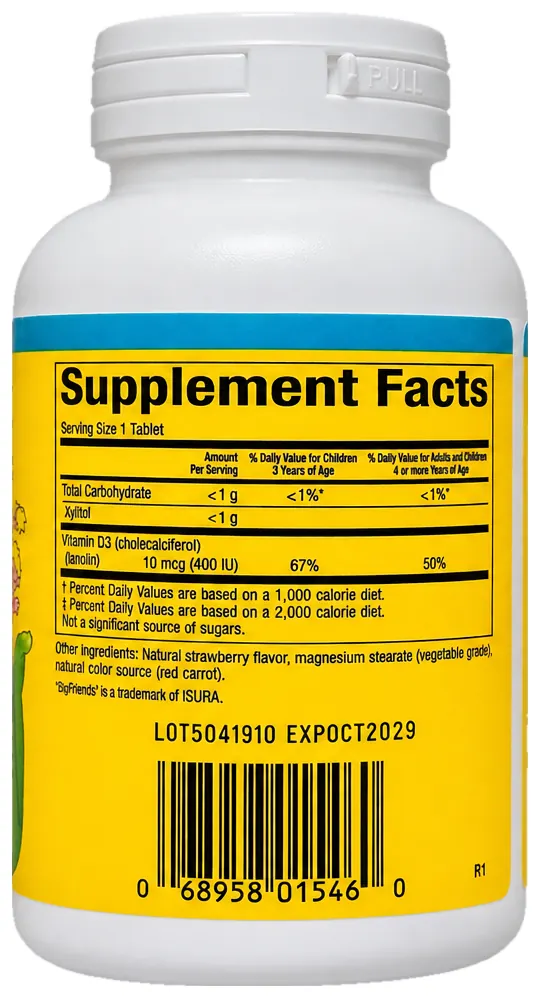 PULL
Supplement Facts
Serving Size 1 Tablet
Amount Per Serving % Daily Value for Children 3 Years of Age % Daily Value for Adults and Children 4 or more Years of Age
Total Carbohydrate <1 g <1%* <1%*
Xylitol <1 g
Vitamin D3 (cholecalciferol)
(lanolin) 10 mcg (400 IU) 67% 50%
† Percent Daily Values are based on a 1,000 calorie diet.
‡ Percent Daily Values are based on a 2,000 calorie diet.
Not a significant source of sugars.
Other ingredients: Natural strawberry flavor, magnesium stearate (vegetable grade),
natural color source (red carrot).
'BigFriends' is a trademark of ISURA.
LOT5041910 EXPOCT2029
0 68958 01546 0
R1